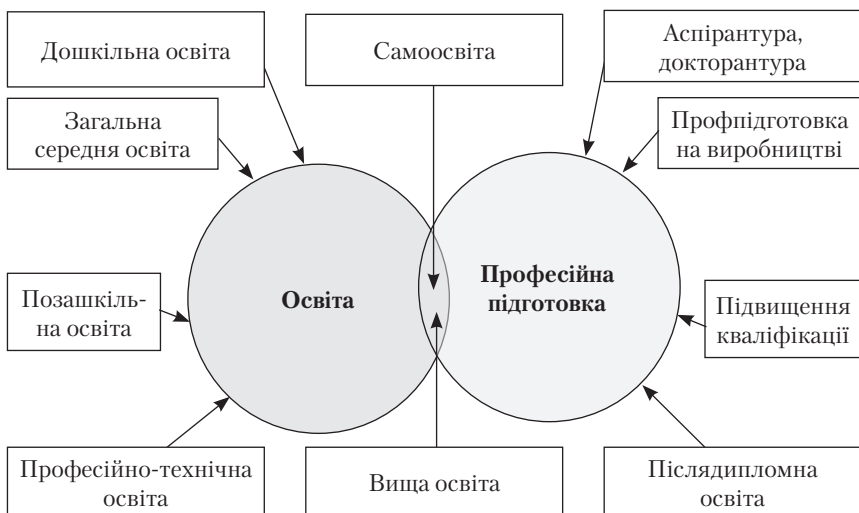 Дошкільна освіта
Самоосвіта
Аспірантура,
докторантура
Загальна
середня освіта
Профпідготовка
на виробництві
Освіта
Професійна
підготовка
Позашкіль-
на освіта
Підвищення
кваліфікації
Професійно-технічна
освіта
Вища освіта
Післядипломна
освіта